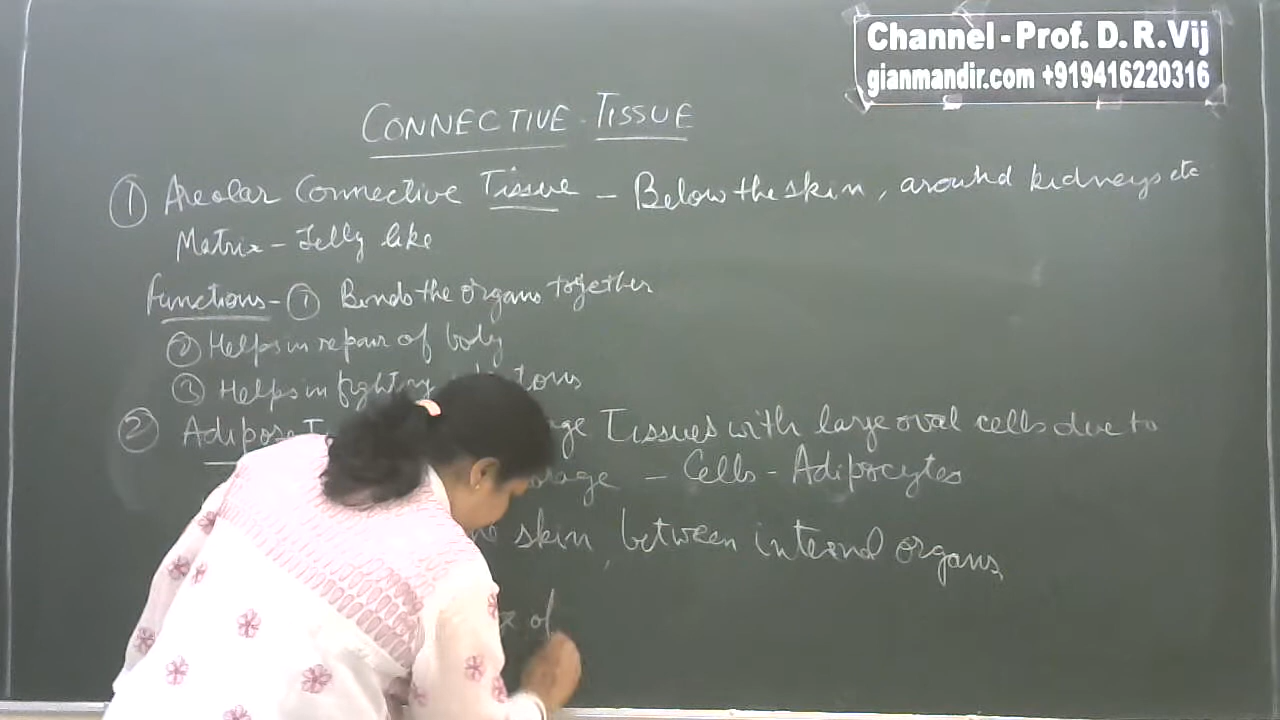 Channel - Prof. D. R. Vij
gianmandir.com +919416220316
CONNECTIVE TISSUE
① Areolar Connective Tissue – Below the skin, around kidneys etc
Matrix – Jelly like
Functions – ① Binds the organs together
② Helps in repair of body
③ Helps in fighting
② Adipose Tissues with large oval cells due to
– Cells – Adipocytes
skin, between internal organs
of